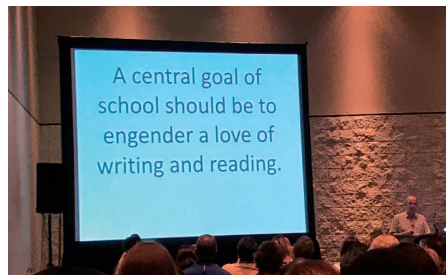 A central goal of
school should be to
engender a love of
writing and reading.